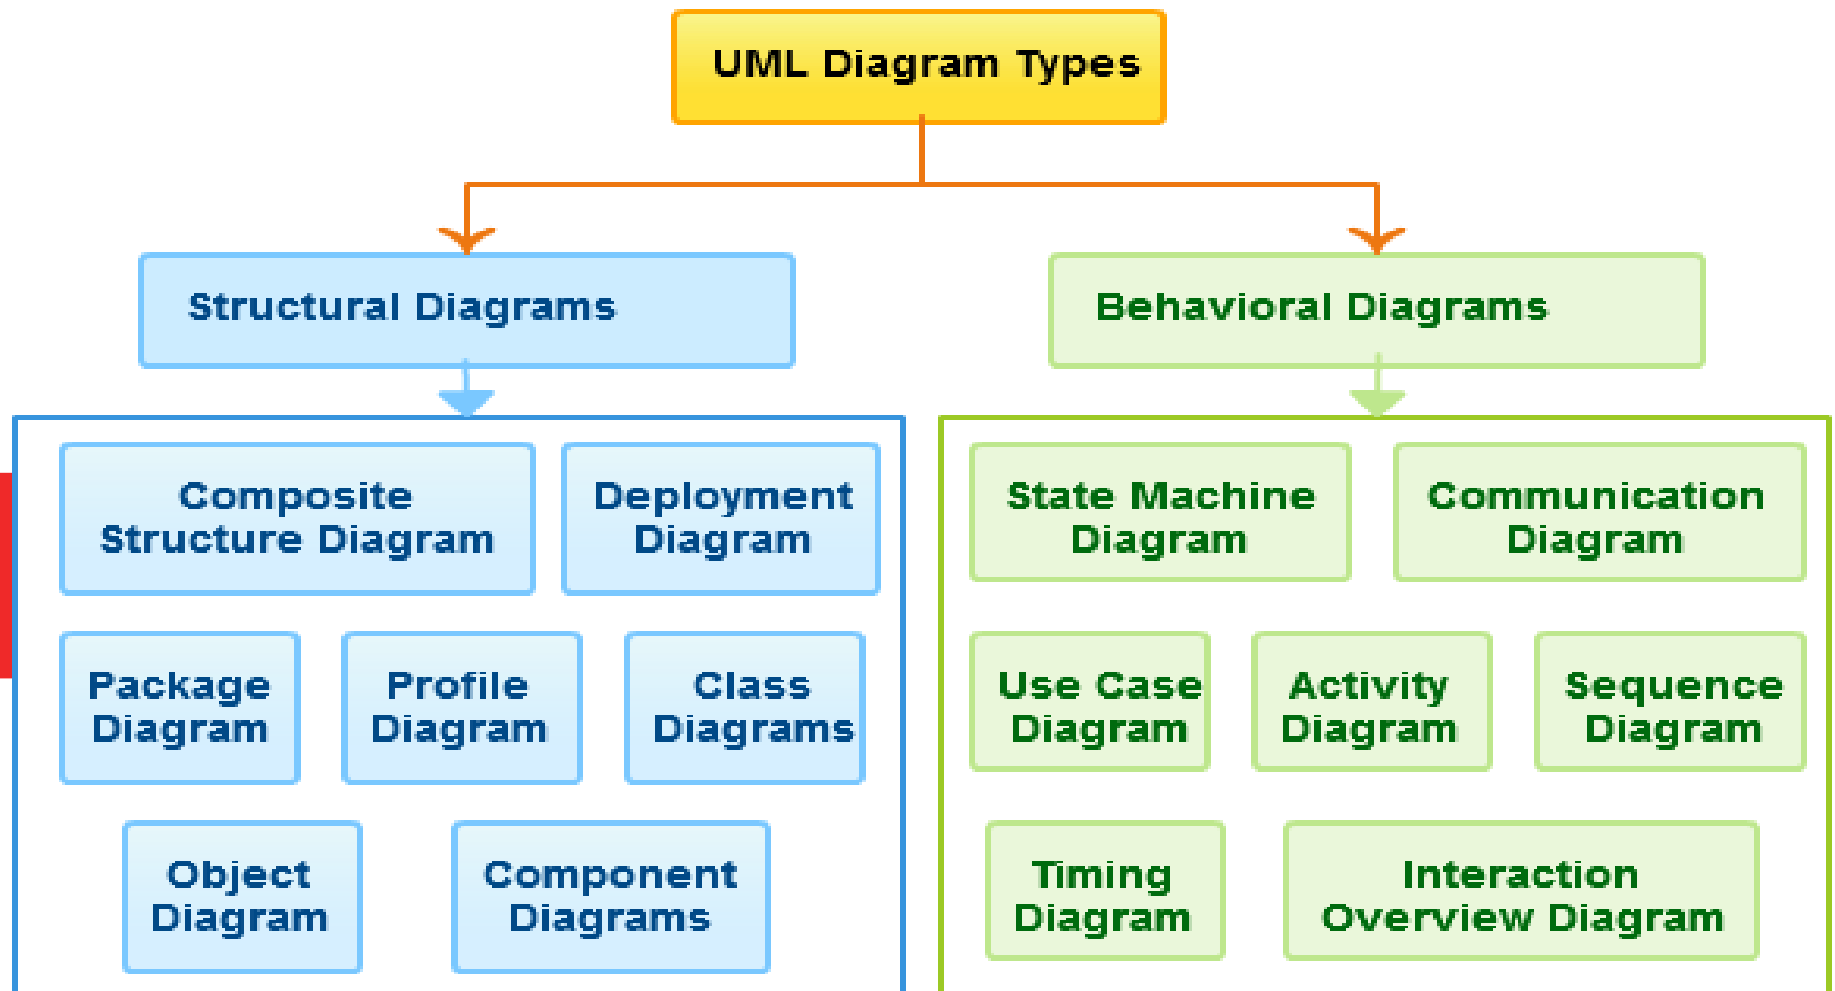 UML Diagram Types
Structural Diagrams
Behavioral Diagrams
Composite
Structure Diagram
Deployment
Diagram
Package
Diagram
Profile
Diagram
Class
Diagrams
Object
Diagram
Component
Diagrams
State Machine
Diagram
Communication
Diagram
Use Case
Diagram
Activity
Diagram
Sequence
Diagram
Timing
Diagram
Interaction
Overview Diagram